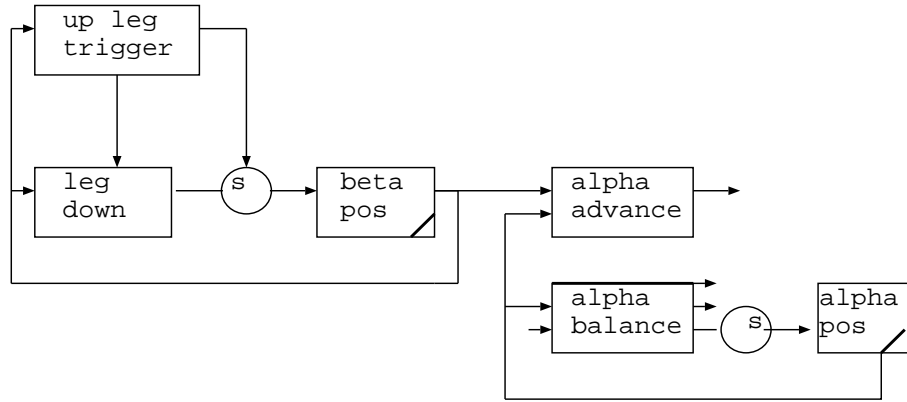 up leg
trigger
leg
down
s
beta
pos
alpha
advance
alpha
balance
s
alpha
pos